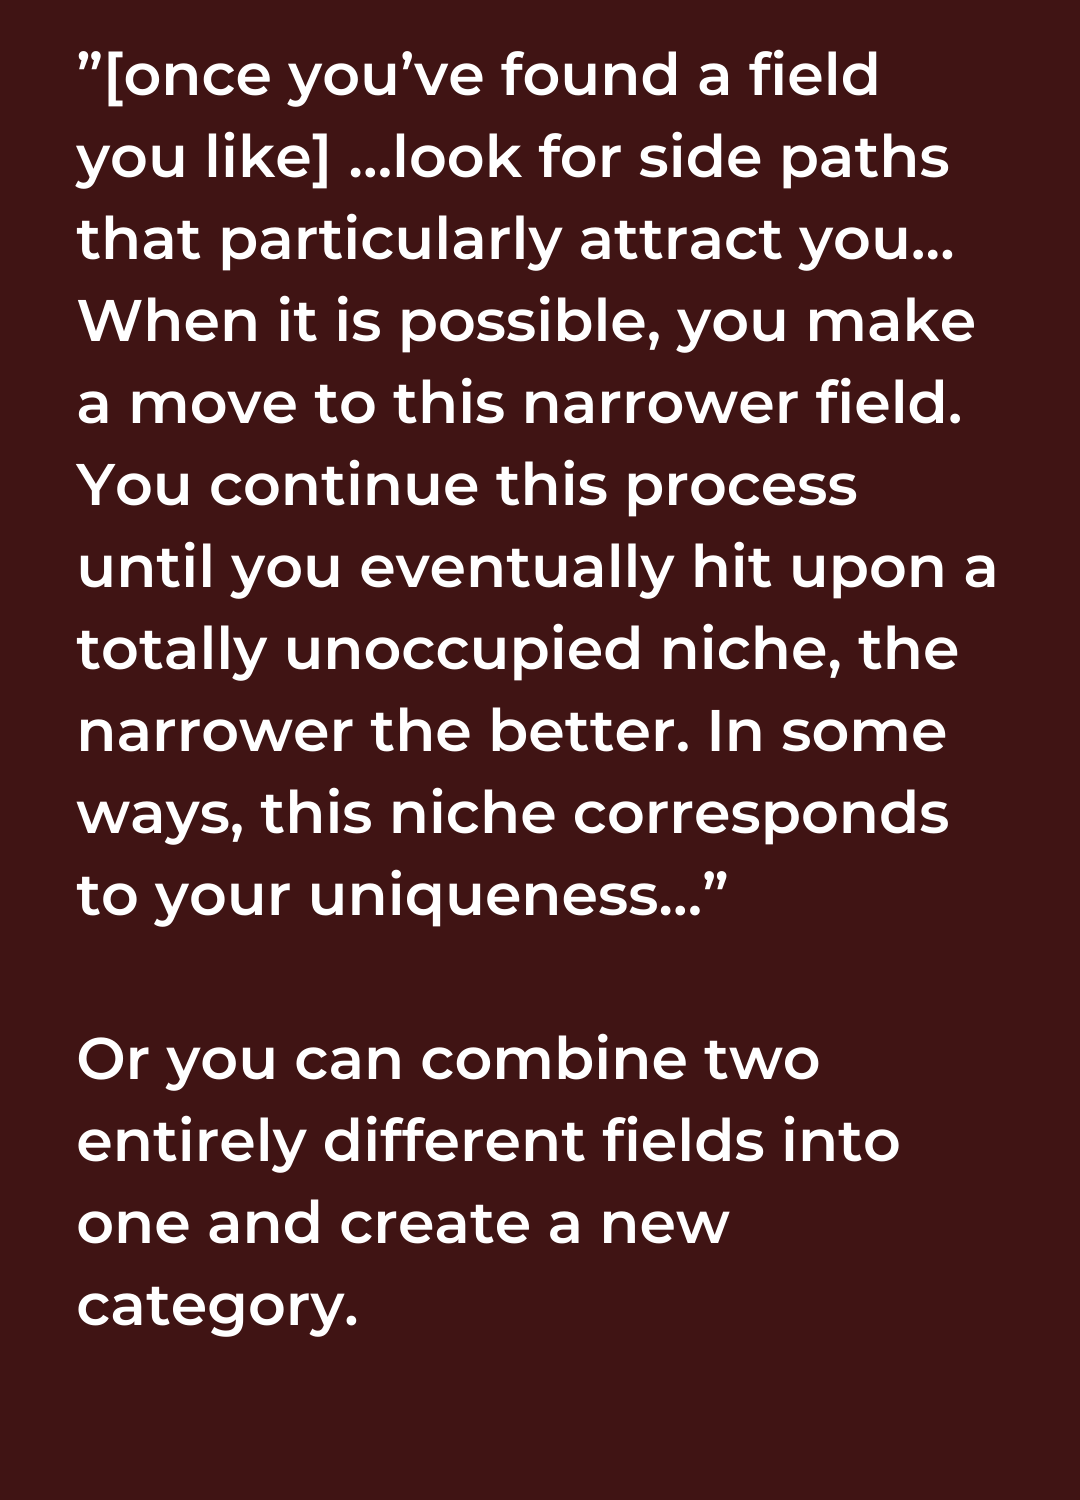 ”[once you’ve found a field
you like] ...look for side paths
that particularly attract you...
When it is possible, you make
a move to this narrower field.
You continue this process
until you eventually hit upon a
totally unoccupied niche, the
narrower the better. In some
ways, this niche corresponds
to your uniqueness...”
Or you can combine two
entirely different fields into
one and create a new
category.